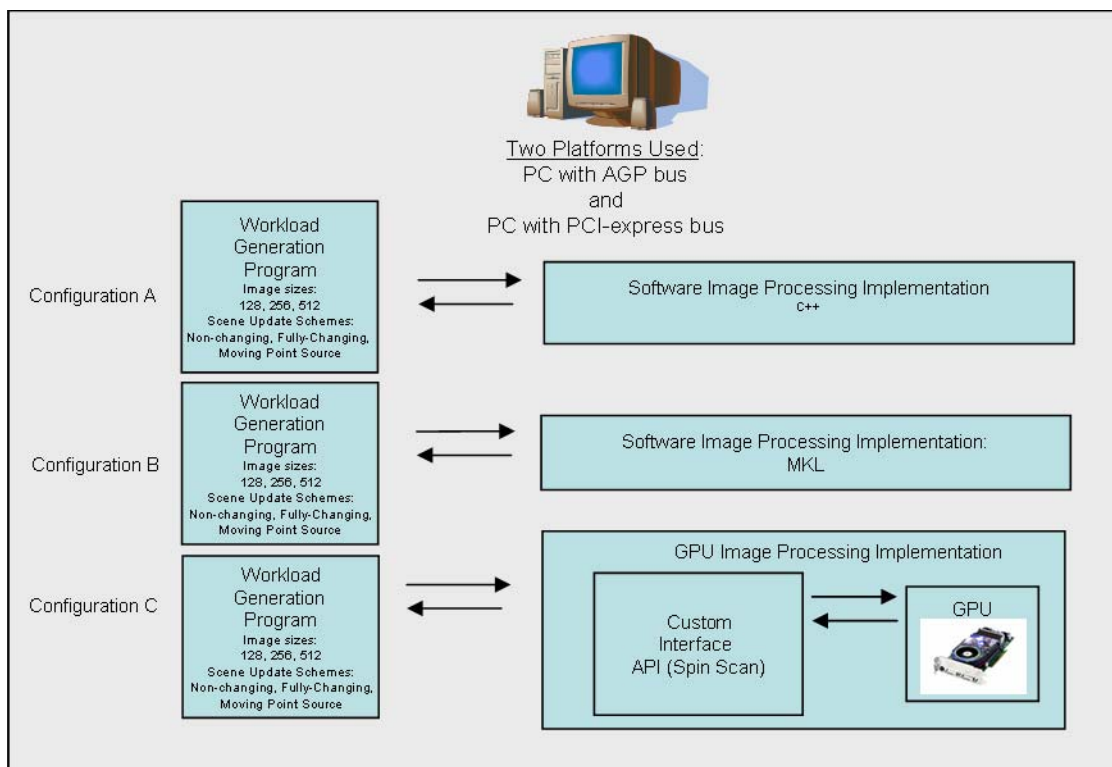 Two Platforms Used:
PC with AGP bus
and
PC with PCI-express bus
Configuration A
Workload
Generation
Program
Image sizes:
128, 256, 512
Scene Update Schemes:
Non-changing, Fully-Changing,
Moving Point Source
Software Image Processing Implementation
C++
Configuration B
Workload
Generation
Program
Image sizes:
128, 256, 512
Scene Update Schemes:
Non-changing, Fully-Changing,
Moving Point Source
Software Image Processing Implementation:
MKL
Configuration C
Workload
Generation
Program
Image sizes:
128, 256, 512
Scene Update Schemes:
Non-changing, Fully-Changing,
Moving Point Source
GPU Image Processing Implementation
Custom
Interface
API (Spin Scan)
GPU